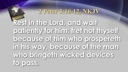 Rest in the Lord, and wait
patiently for him. Fret not thyself,
because of him who prospereth
in his way, because of the man
who bringeth wicked devices
to pass.